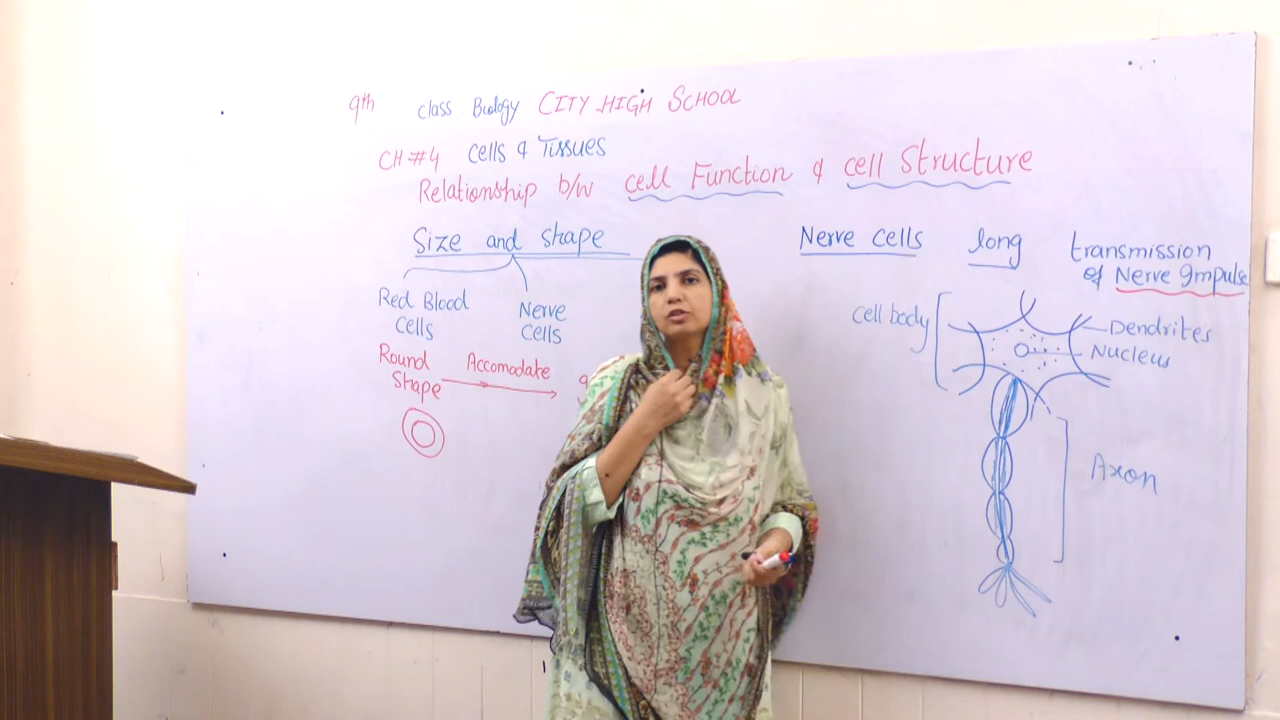 9th class Biology CITY HIGH SCHOOL
CH#4 Cells & Tissues
Relationship b/w cell Function & cell Structure
Size and shape
Red Blood Cells
Nerve Cells
Round Shape
Accomodate
Nerve cells long transmission of Nerve Impulse
Cell body
Dendrites
Nucleus
Axon